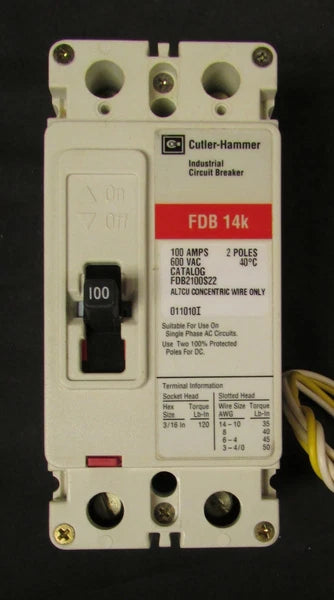 Cutler-Hammer
Industrial
Circuit Breaker
On
Off
FDB 14k
100 AMPS 2 POLES
600 VAC 40°C
CATALOG
FDB2100S22
AL7CU CONCENTRIC WIRE ONLY
011010I
100
Suitable For Use On
Single Phase AC Circuits.
Use Two 100% Protected
Poles For DC.
Terminal Information
Socket Head Slotted Head
Hex Torque Wire Size Torque
Size Lb-In AWG Lb-In
3/16 in 120 14-10 35
8 40
6-4 45
3-4/0 50